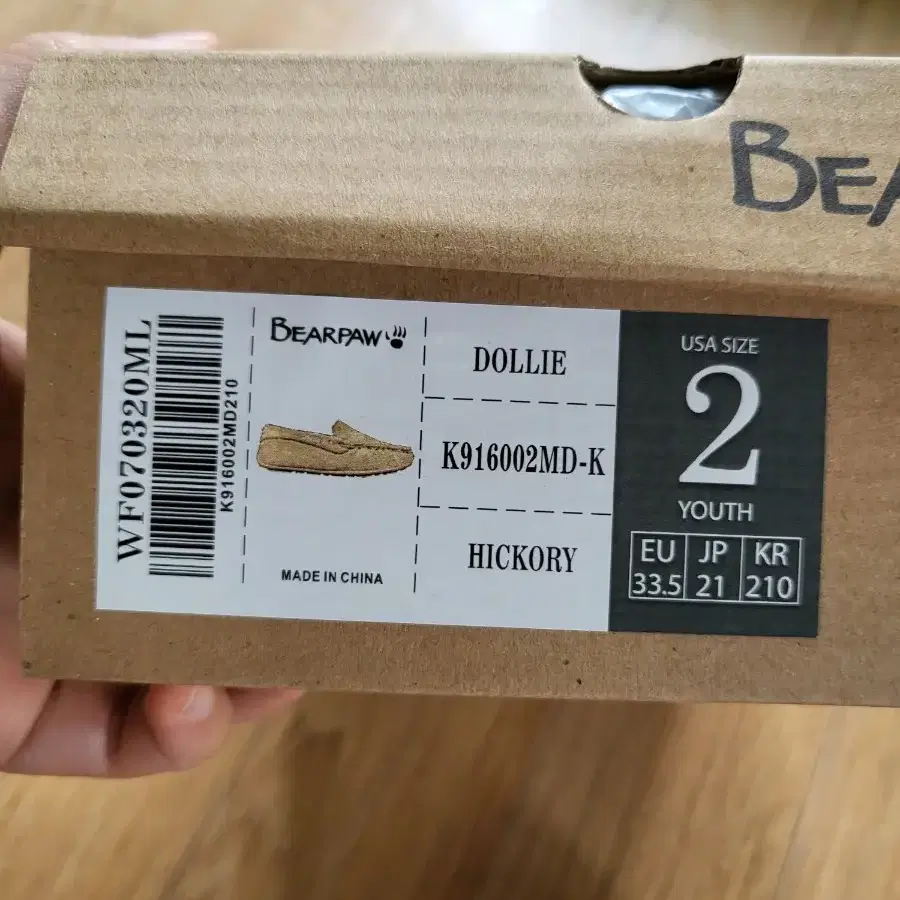 BEA
WF070320ML
K916002MD210
BEARPAW
MADE IN CHINA
DOLLIE
K916002MD-K
HICKORY
USA SIZE
2
YOUTH
EU JP KR
33.5 21 210